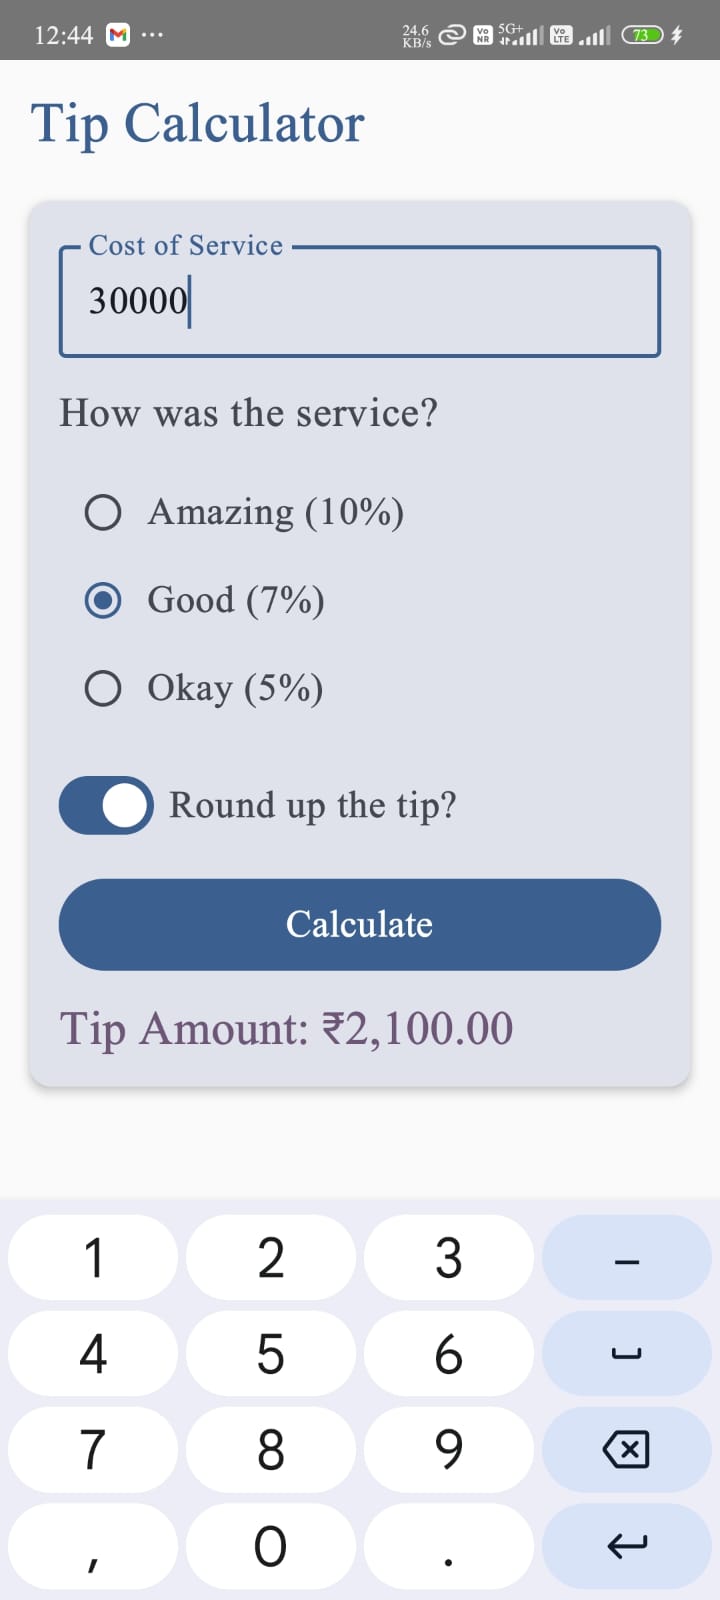 12:44 M ... 24.6 KB/s Vo NR 5G+ Vo LTE 73
Tip Calculator
Cost of Service
30000
How was the service?
Amazing (10%)
Good (7%)
Okay (5%)
Round up the tip?
Calculate
Tip Amount: ₹2,100.00
1 2 3 –
4 5 6
7 8 9
, 0 .